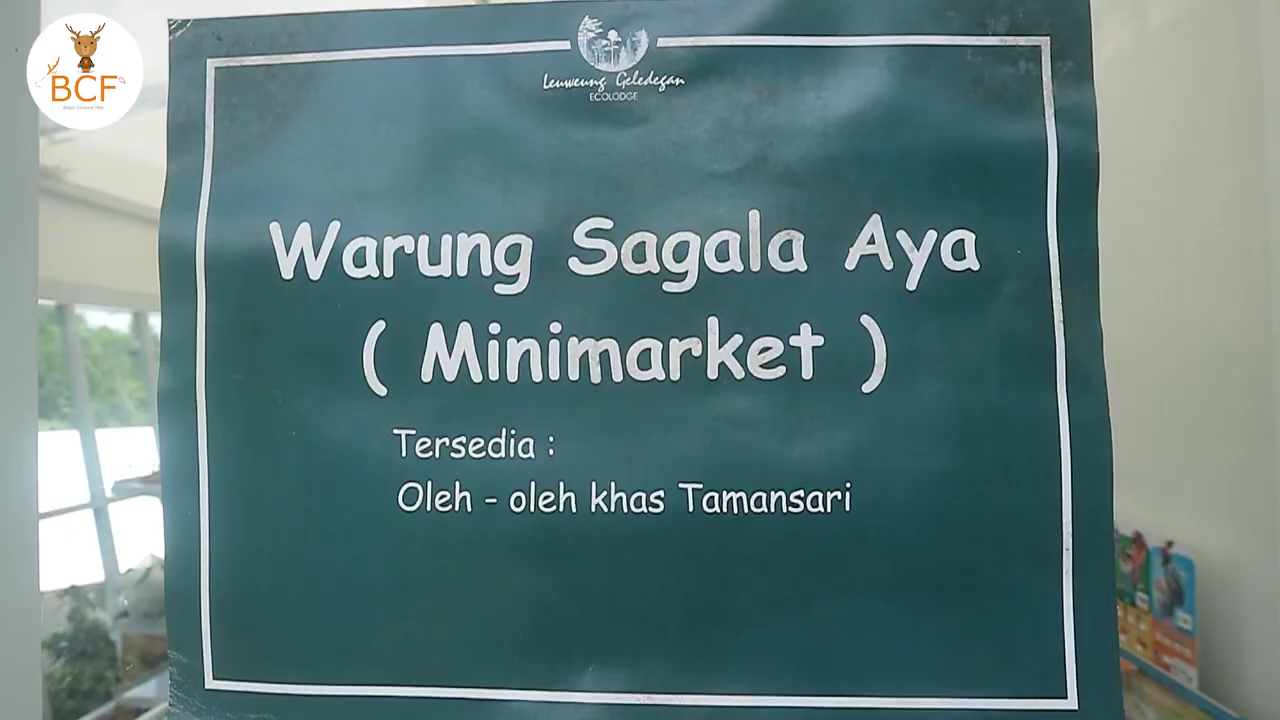 BCF
Leuweung Geledegan
ECOLODGE
Warung Sagala Aya
( Minimarket )
Tersedia :
Oleh - oleh khas Tamansari